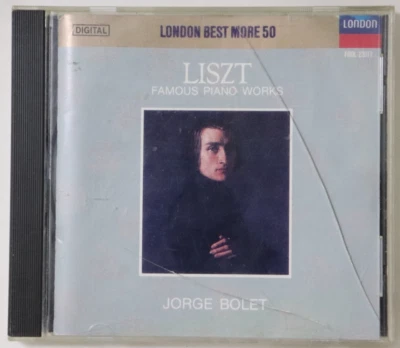 DIGITAL
LONDON BEST MORE 50
LONDON
LISZT
FAMOUS PIANO WORKS
JORGE BOLET